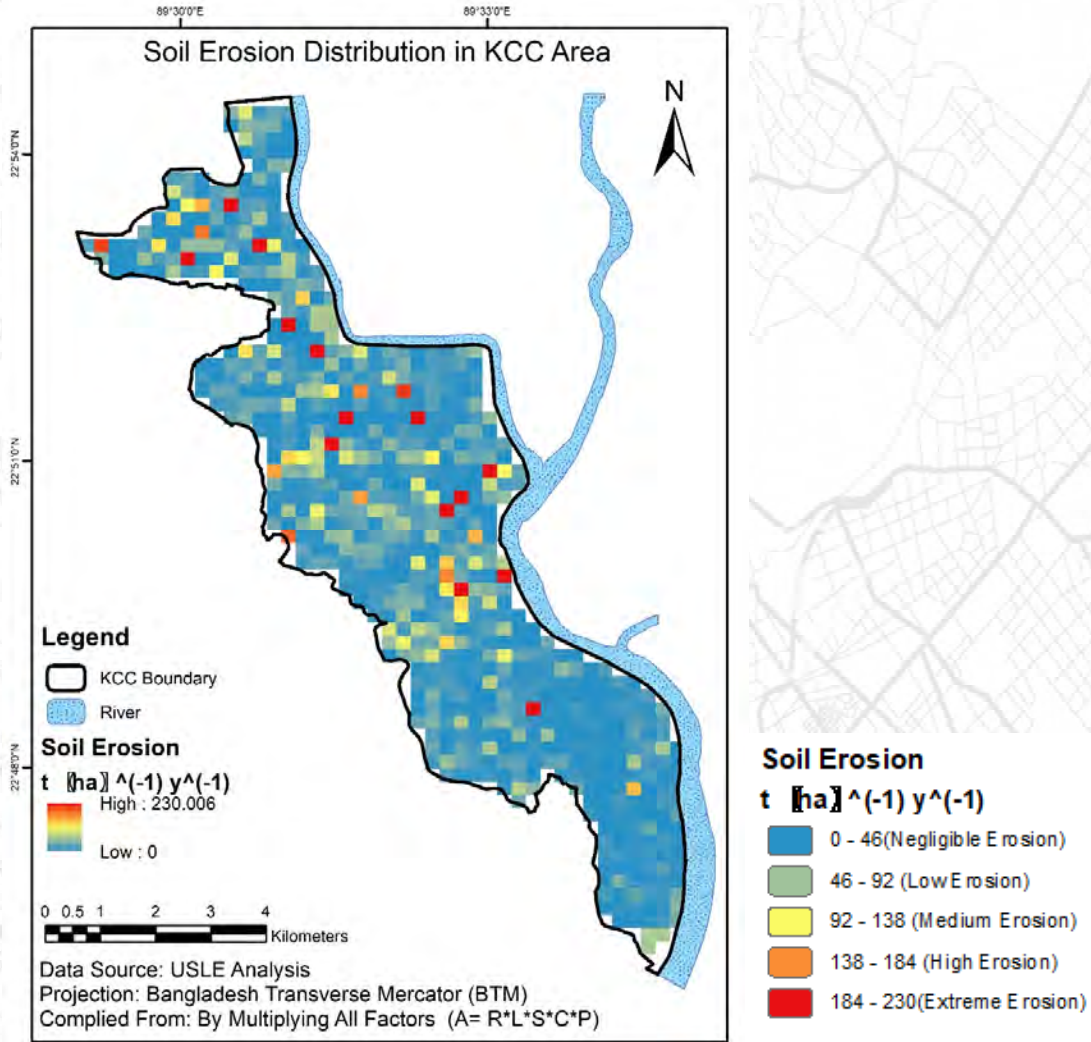 89°30'0"E
89°33'0"E
Soil Erosion Distribution in KCC Area
N
22°54'0"N
22°51'0"N
22°48'0"N
Legend
KCC Boundary
River
Soil Erosion
t 〖ha〗^(-1) y^(-1)
High : 230.006
Low : 0
0 0.5 1 2 3 4
Kilometers
Data Source: USLE Analysis
Projection: Bangladesh Transverse Mercator (BTM)
Complied From: By Multiplying All Factors (A= R*L*S*C*P)
Soil Erosion
t 〖ha〗^(-1) y^(-1)
0 - 46(Negligible Erosion)
46 - 92 (Low Erosion)
92 - 138 (Medium Erosion)
138 - 184 (High Erosion)
184 - 230(Extreme Erosion)